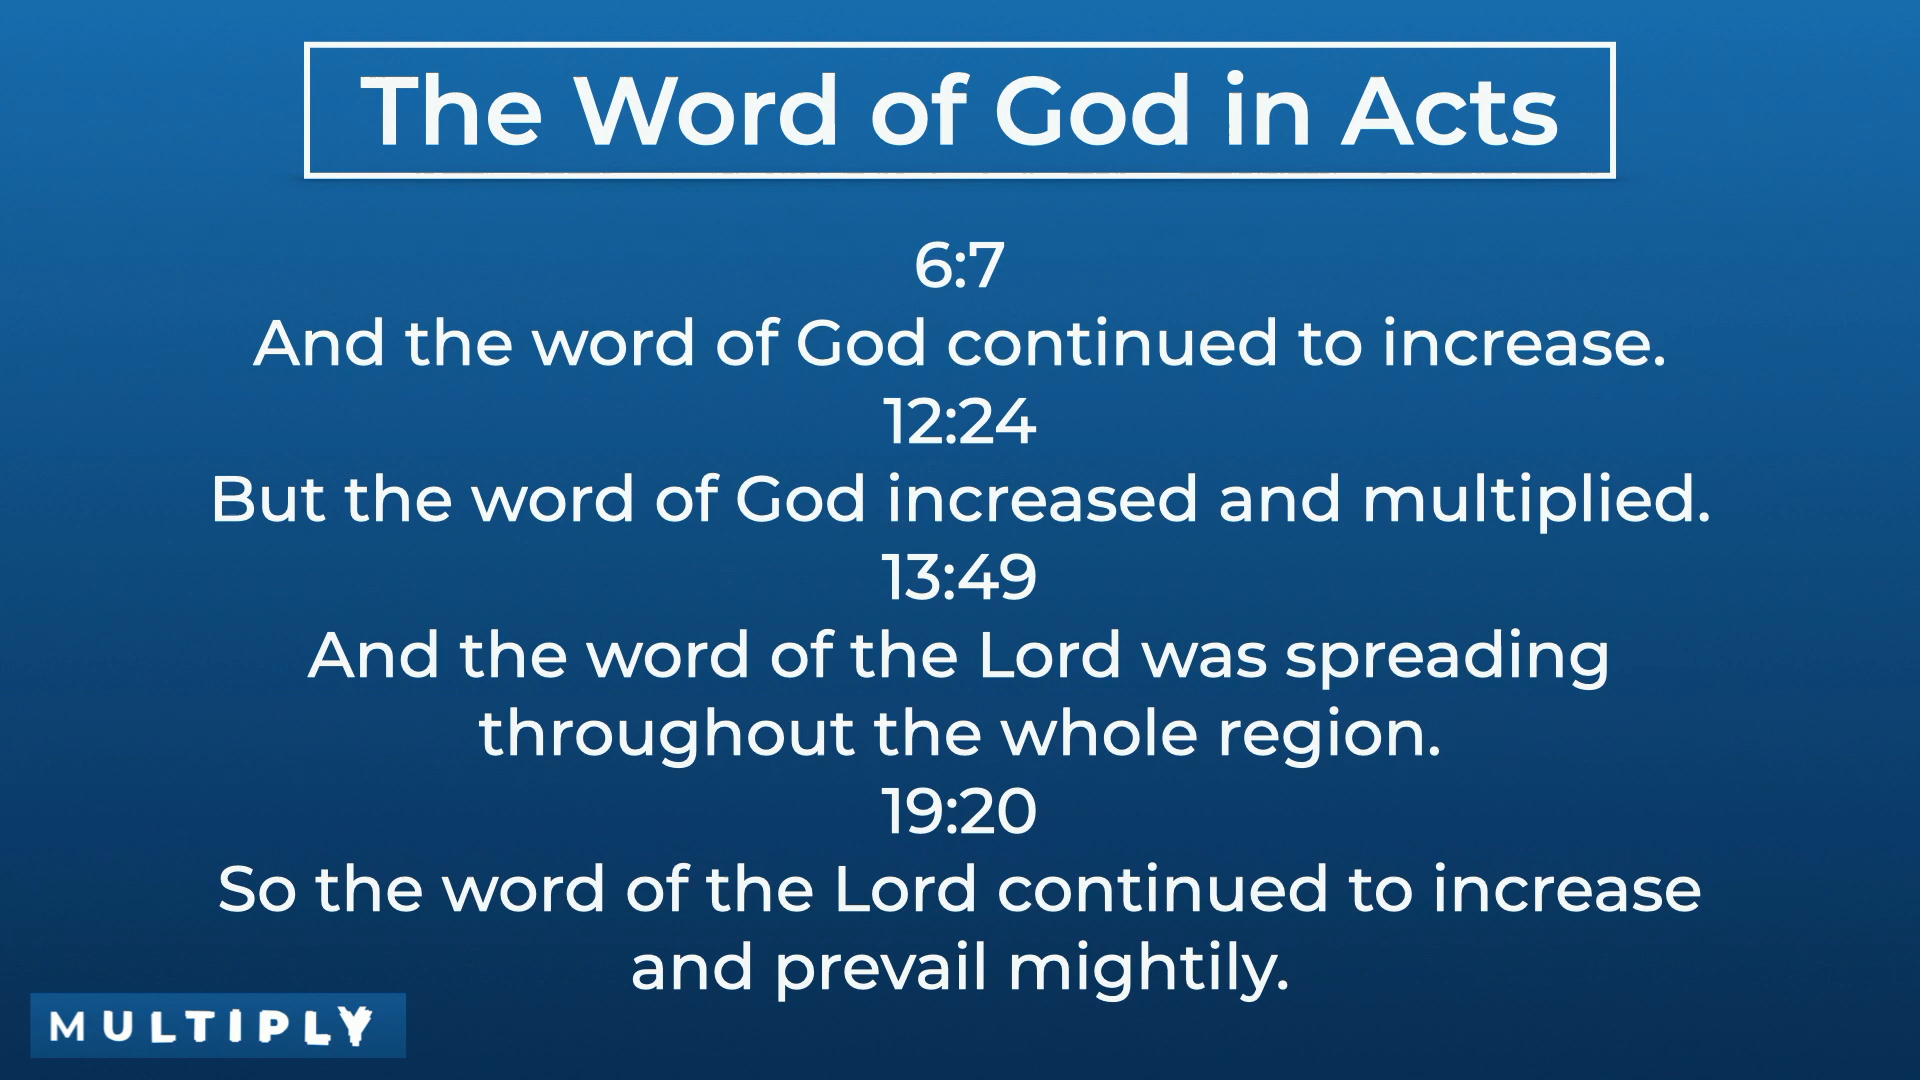 The Word of God in Acts
6:7
And the word of God continued to increase.
12:24
But the word of God increased and multiplied.
13:49
And the word of the Lord was spreading
throughout the whole region.
19:20
So the word of the Lord continued to increase
and prevail mightily.
MULTIPLY